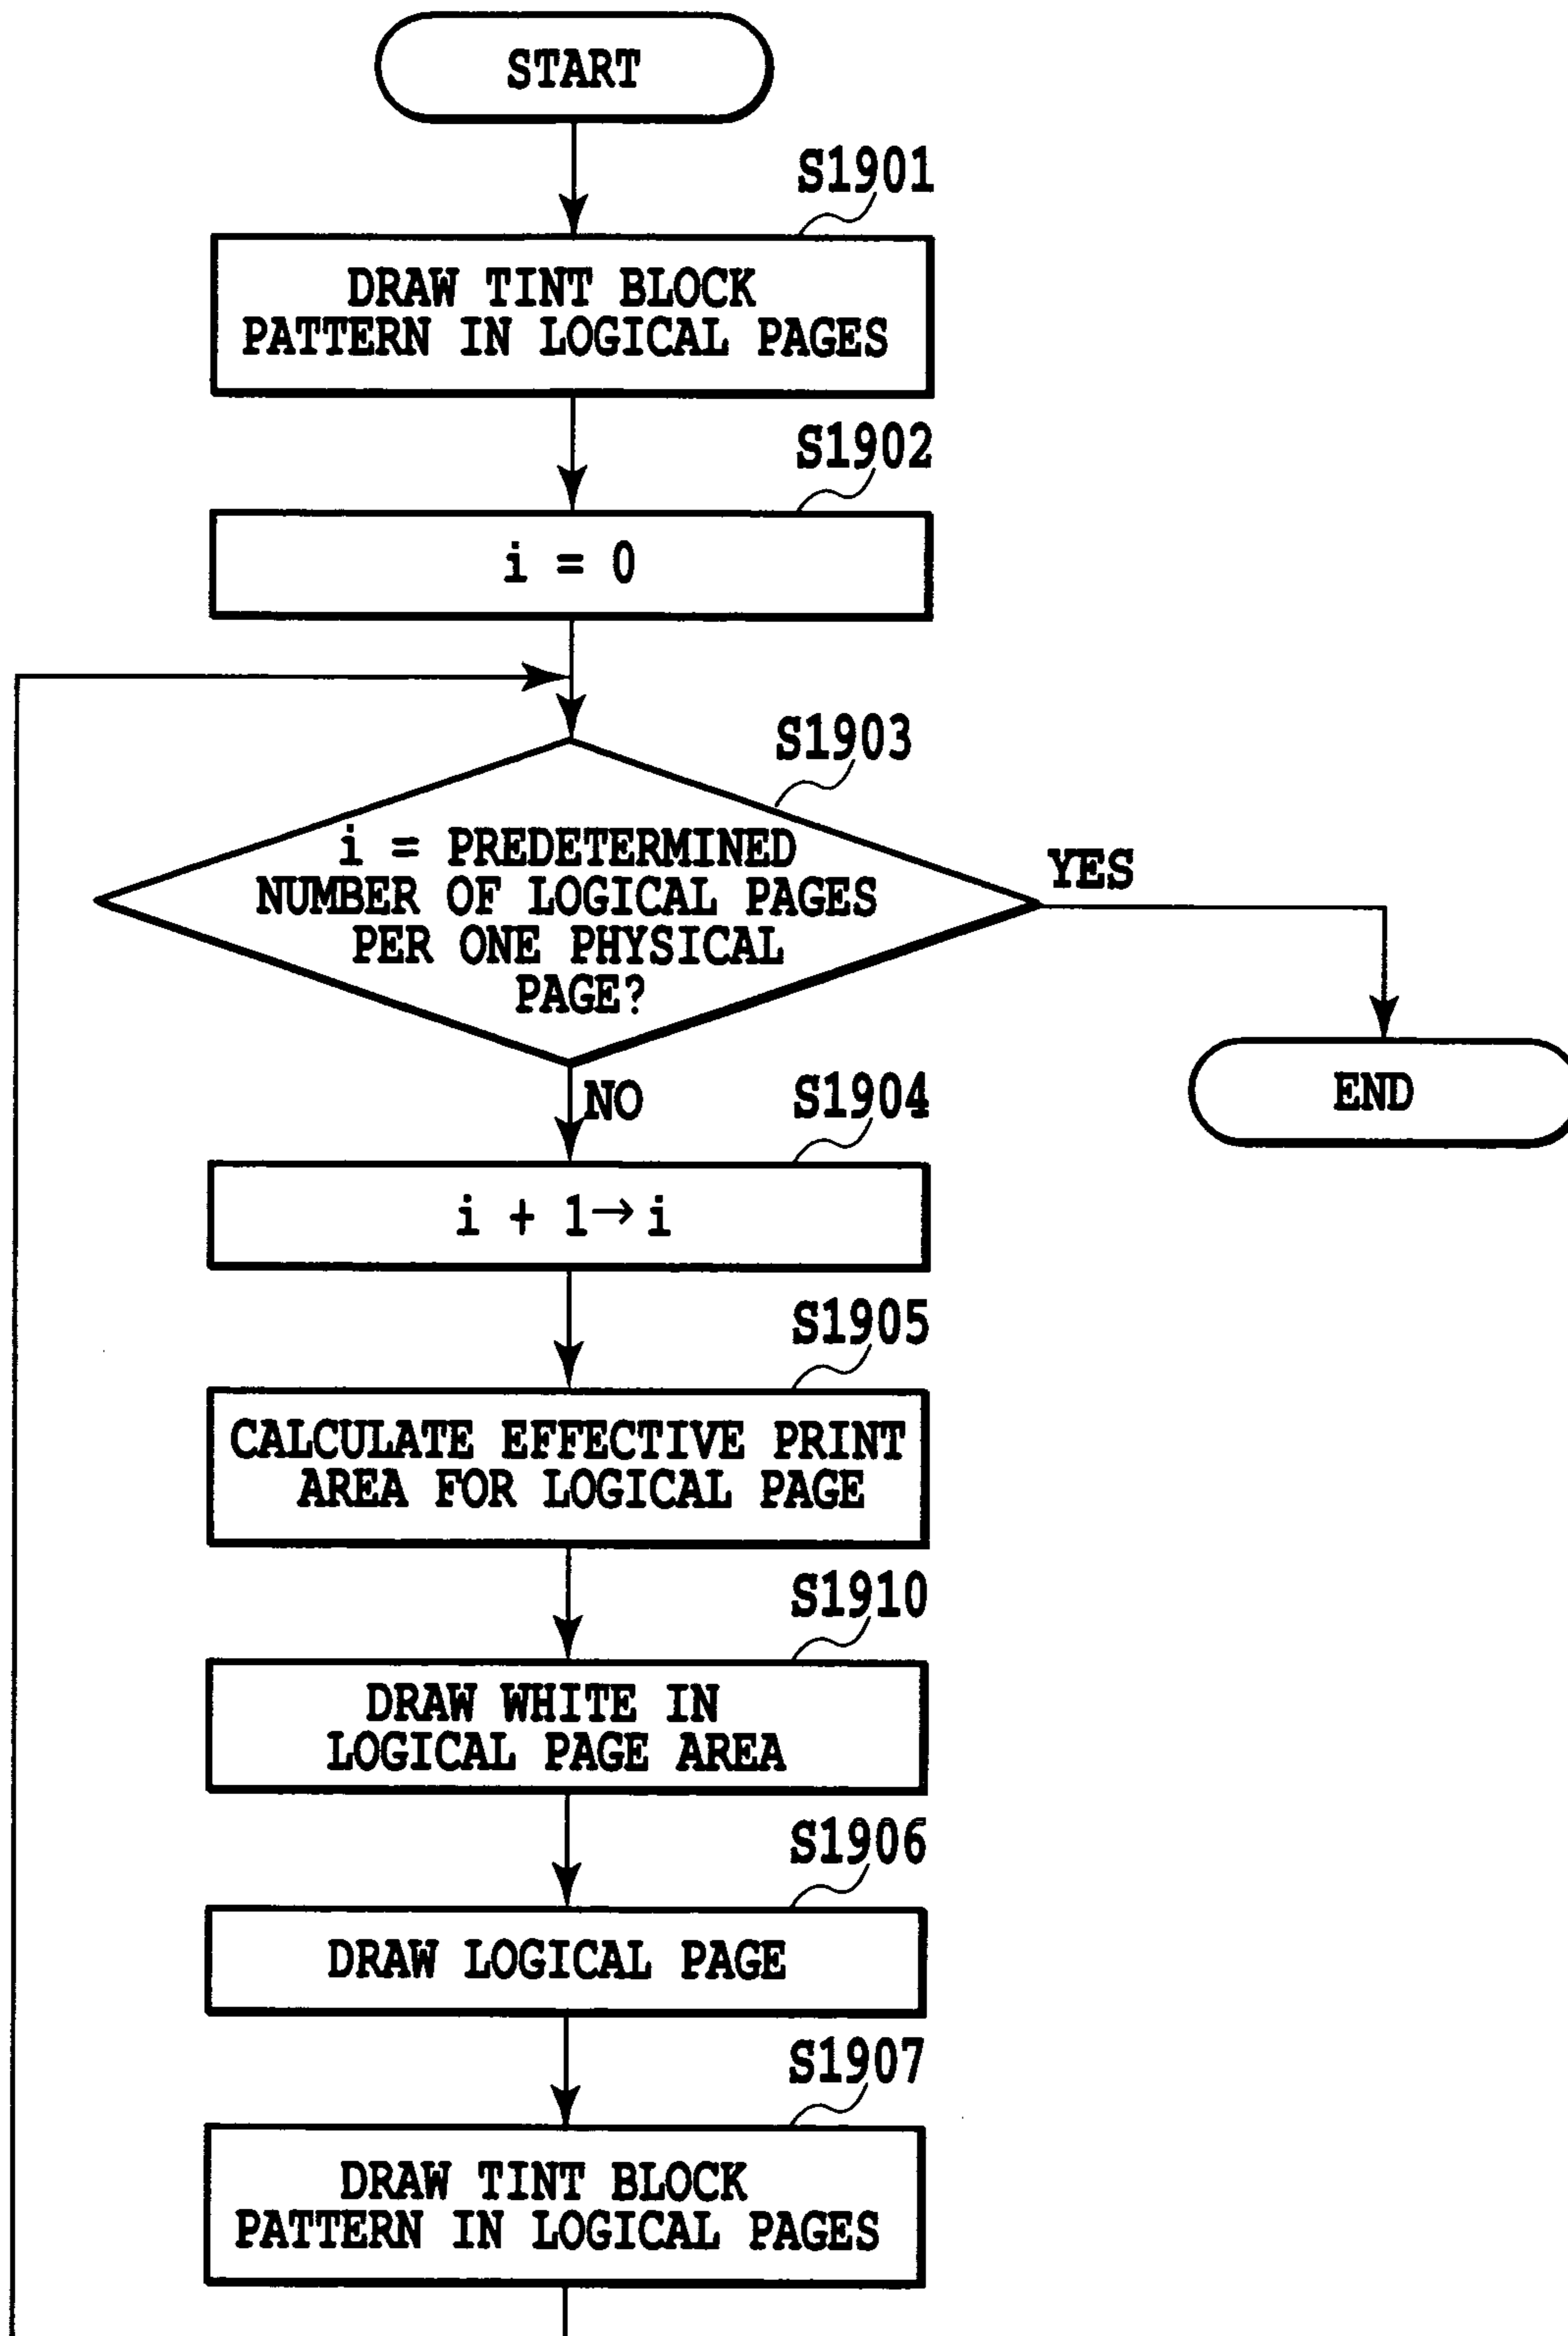 START
S1901
DRAW TINT BLOCK
PATTERN IN LOGICAL PAGES
S1902
i = 0
S1903
i = PREDETERMINED
NUMBER OF LOGICAL PAGES
PER ONE PHYSICAL
PAGE?
YES
END
NO
S1904
i + 1→i
S1905
CALCULATE EFFECTIVE PRINT
AREA FOR LOGICAL PAGE
S1910
DRAW WHITE IN
LOGICAL PAGE AREA
S1906
DRAW LOGICAL PAGE
S1907
DRAW TINT BLOCK
PATTERN IN LOGICAL PAGES